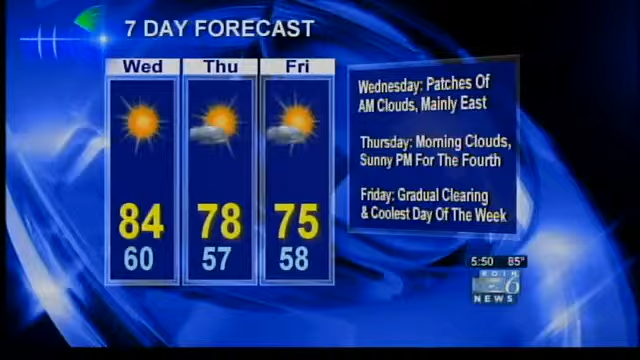 7 DAY FORECAST
Wed Thu Fri
84 78 75
60 57 58
Wednesday: Patches Of
AM Clouds, Mainly East
Thursday: Morning Clouds,
Sunny PM For The Fourth
Friday: Gradual Clearing
& Coolest Day Of The Week
5:50 85°
KOIN
6
NEWS